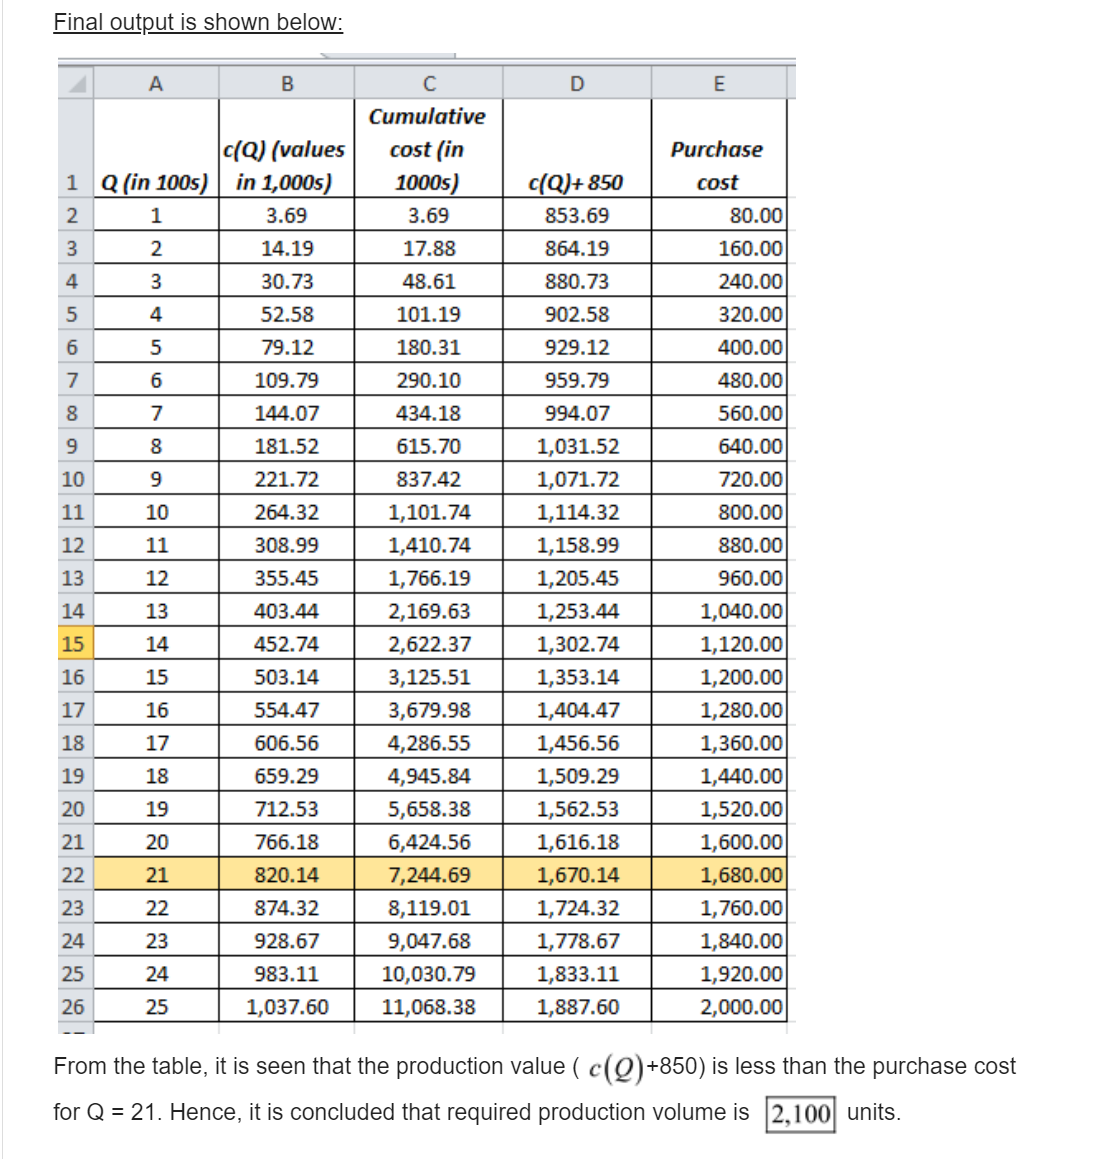 Final output is shown below:
A B C D E
Cumulative
c(Q) (values cost (in Purchase
1 Q (in 100s) in 1,000s) 1000s) c(Q)+ 850 cost
2 1 3.69 3.69 853.69 80.00
3 2 14.19 17.88 864.19 160.00
4 3 30.73 48.61 880.73 240.00
5 4 52.58 101.19 902.58 320.00
6 5 79.12 180.31 929.12 400.00
7 6 109.79 290.10 959.79 480.00
8 7 144.07 434.18 994.07 560.00
9 8 181.52 615.70 1,031.52 640.00
10 9 221.72 837.42 1,071.72 720.00
11 10 264.32 1,101.74 1,114.32 800.00
12 11 308.99 1,410.74 1,158.99 880.00
13 12 355.45 1,766.19 1,205.45 960.00
14 13 403.44 2,169.63 1,253.44 1,040.00
15 14 452.74 2,622.37 1,302.74 1,120.00
16 15 503.14 3,125.51 1,353.14 1,200.00
17 16 554.47 3,679.98 1,404.47 1,280.00
18 17 606.56 4,286.55 1,456.56 1,360.00
19 18 659.29 4,945.84 1,509.29 1,440.00
20 19 712.53 5,658.38 1,562.53 1,520.00
21 20 766.18 6,424.56 1,616.18 1,600.00
22 21 820.14 7,244.69 1,670.14 1,680.00
23 22 874.32 8,119.01 1,724.32 1,760.00
24 23 928.67 9,047.68 1,778.67 1,840.00
25 24 983.11 10,030.79 1,833.11 1,920.00
26 25 1,037.60 11,068.38 1,887.60 2,000.00
From the table, it is seen that the production value ( c(Q)+850) is less than the purchase cost
for Q = 21. Hence, it is concluded that required production volume is 2,100 units.